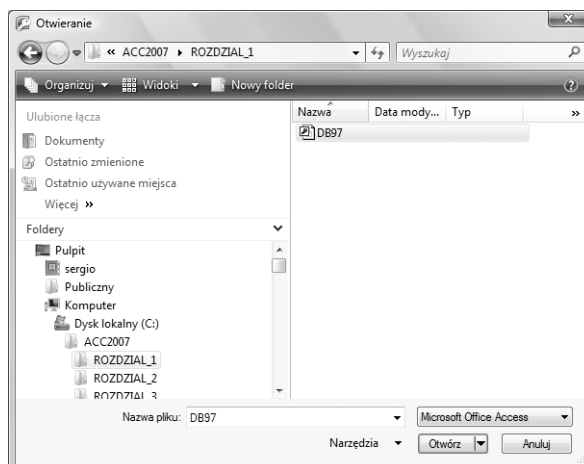 Otwieranie
« ACC2007 ROZDZIAL_1 Wyszukaj
Organizuj Widoki Nowy folder
Ulubione łącza
Dokumenty
Ostatnio zmienione
Ostatnio używane miejsca
Więcej »
Foldery
Pulpit
sergio
Publiczny
Komputer
Dysk lokalny (C:)
ACC2007
ROZDZIAL_1
ROZDZIAL_2
ROZDZIAL_3
Nazwa Data mody... Typ »
DB97
Nazwa pliku: DB97 Microsoft Office Access
Narzędzia Otwórz Anuluj